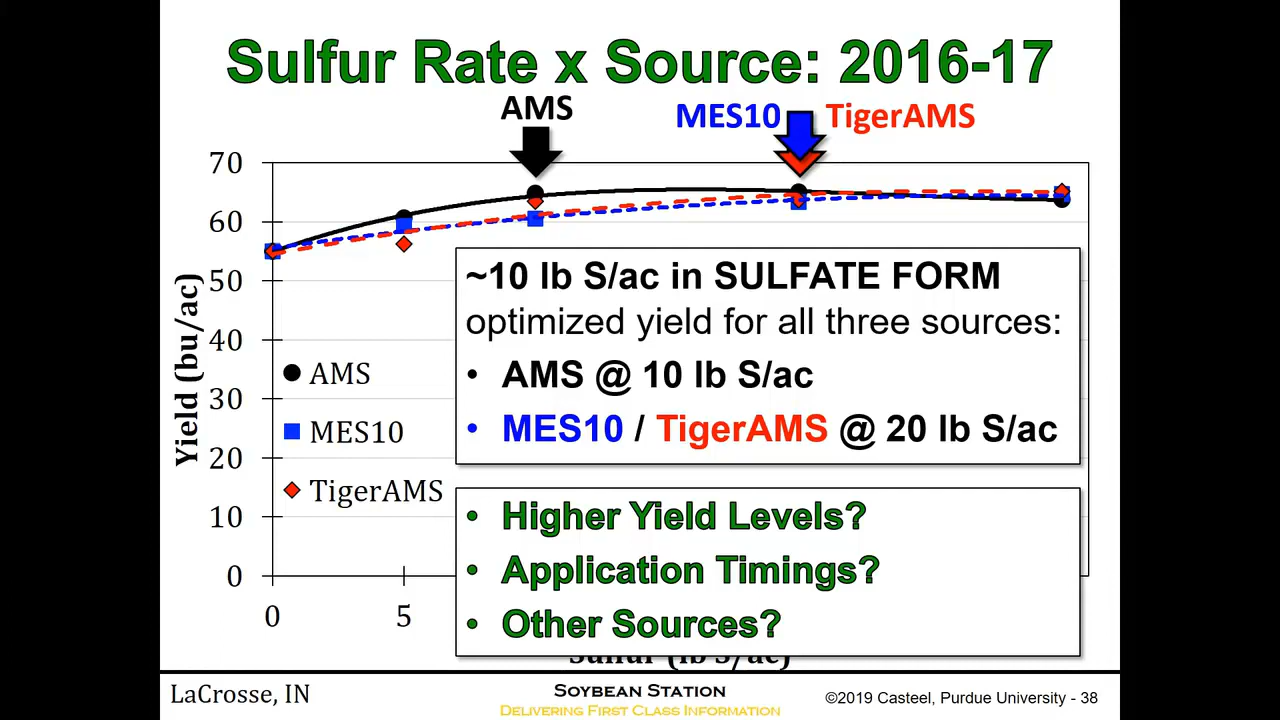 Sulfur Rate x Source: 2016-17
AMS
MES10
TigerAMS
70
60
50
40
30
20
10
0
Yield (bu/ac)
AMS
MES10
TigerAMS
0
5
Sulfur (lb S/ac)
~10 lb S/ac in SULFATE FORM
optimized yield for all three sources:
• AMS @ 10 lb S/ac
• MES10 / TigerAMS @ 20 lb S/ac
• Higher Yield Levels?
• Application Timings?
• Other Sources?
LaCrosse, IN
SOYBEAN STATION
DELIVERING FIRST CLASS INFORMATION
©2019 Casteel, Purdue University - 38